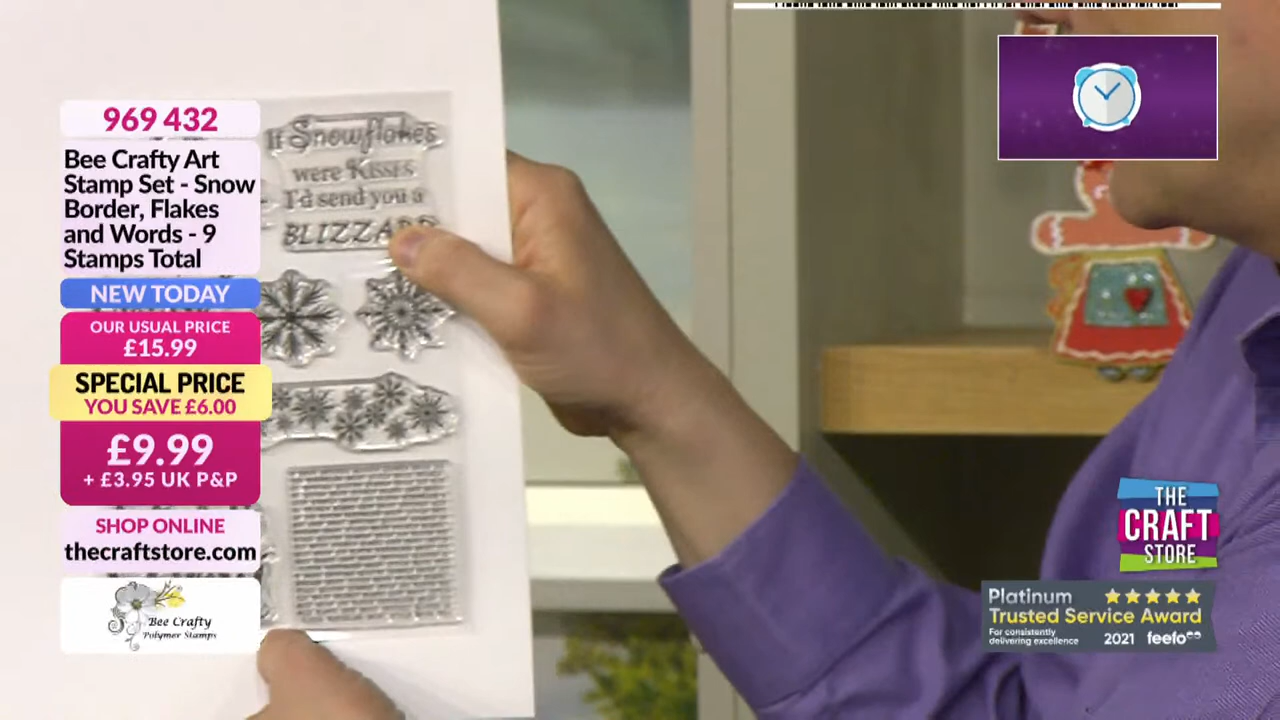 969 432
Bee Crafty Art
Stamp Set - Snow
Border, Flakes
and Words - 9
Stamps Total
NEW TODAY
OUR USUAL PRICE
£15.99
SPECIAL PRICE
YOU SAVE £6.00
£9.99
+ £3.95 UK P&P
SHOP ONLINE
thecraftstore.com
Bee Crafty
Polymer Stamps
If Snowflakes
were Kisses
I'd send you a
BLIZZARD
THE
CRAFT
STORE
Platinum
Trusted Service Award
For consistently
delivering excellence
2021 feefo